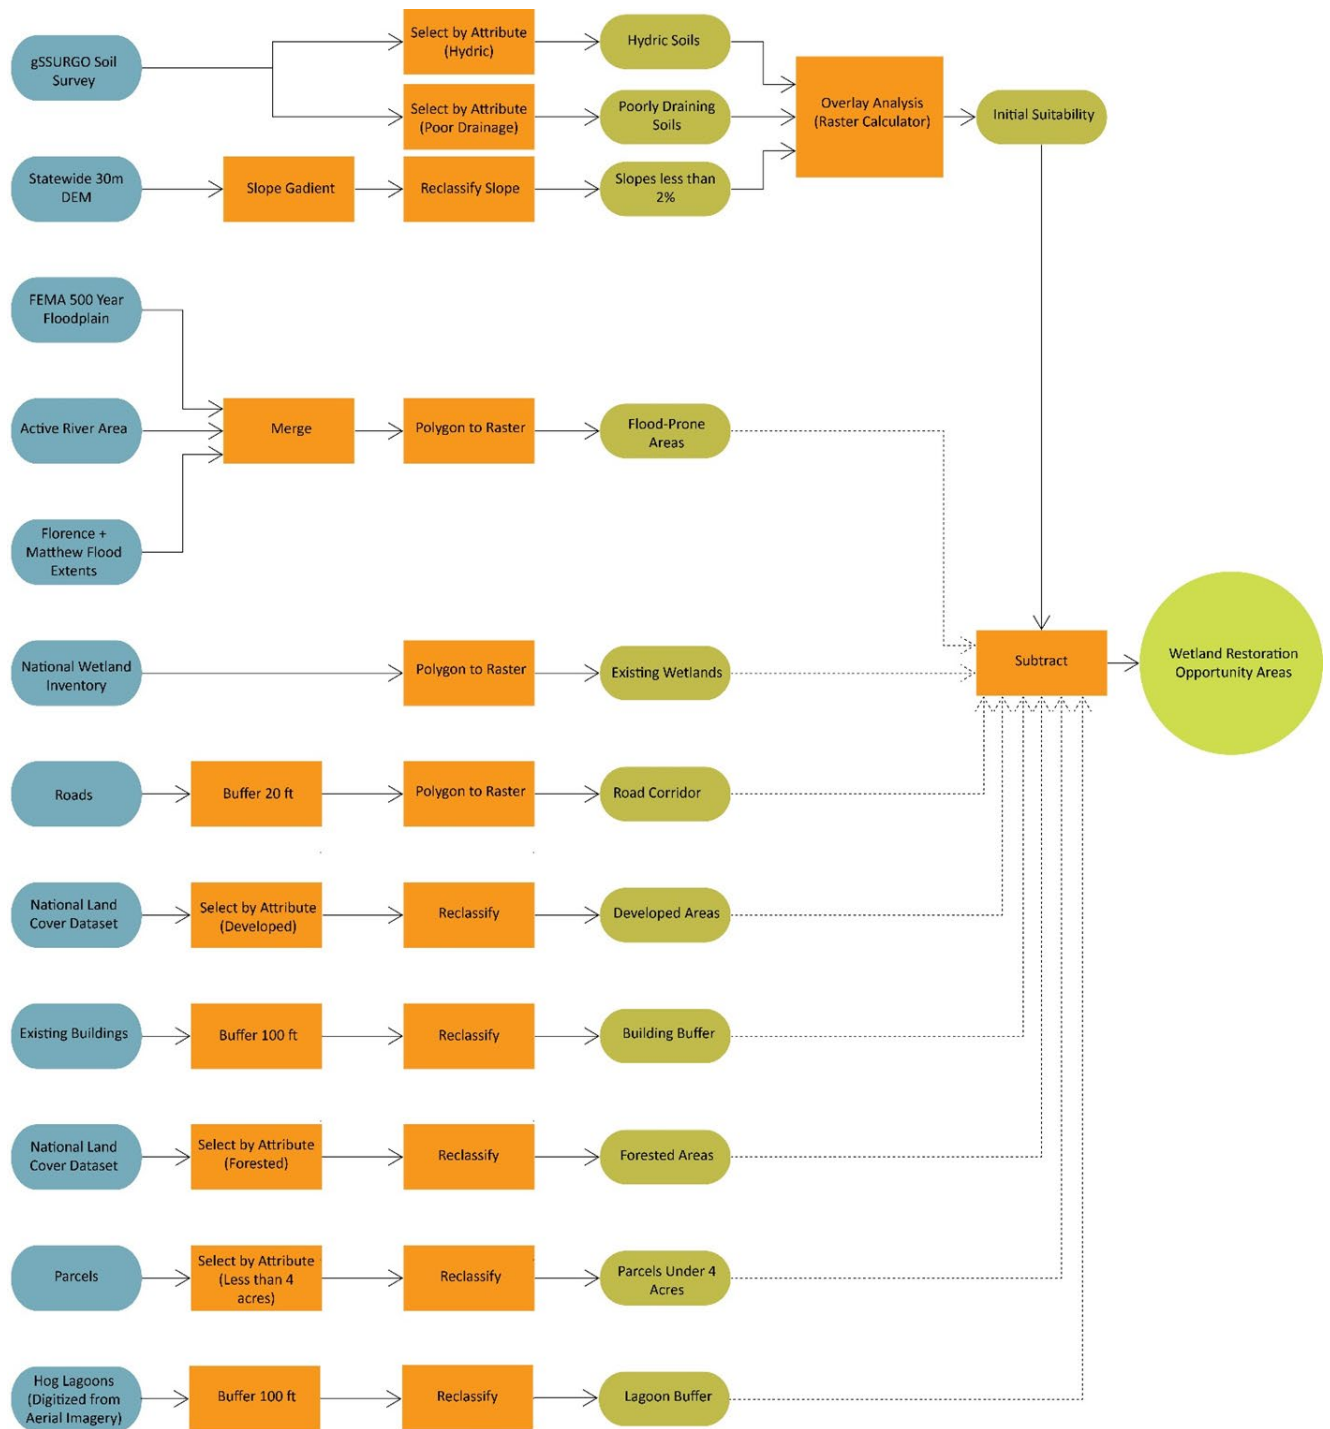 gSSURGO Soil
Survey
Select by Attribute
(Hydric)
Hydric Soils
Select by Attribute
(Poor Drainage)
Poorly Draining
Soils
Overlay Analysis
(Raster Calculator)
Initial Suitability
Statewide 30m
DEM
Slope Gadient
Reclassify Slope
Slopes less than
2%
FEMA 500 Year
Floodplain
Active River Area
Merge
Polygon to Raster
Flood-Prone
Areas
Florence +
Matthew Flood
Extents
National Wetland
Inventory
Polygon to Raster
Existing Wetlands
Subtract
Wetland Restoration
Opportunity Areas
Roads
Buffer 20 ft
Polygon to Raster
Road Corridor
National Land
Cover Dataset
Select by Attribute
(Developed)
Reclassify
Developed Areas
Existing Buildings
Buffer 100 ft
Reclassify
Building Buffer
National Land
Cover Dataset
Select by Attribute
(Forested)
Reclassify
Forested Areas
Parcels
Select by Attribute
(Less than 4
acres)
Reclassify
Parcels Under 4
Acres
Hog Lagoons
(Digitized from
Aerial Imagery)
Buffer 100 ft
Reclassify
Lagoon Buffer